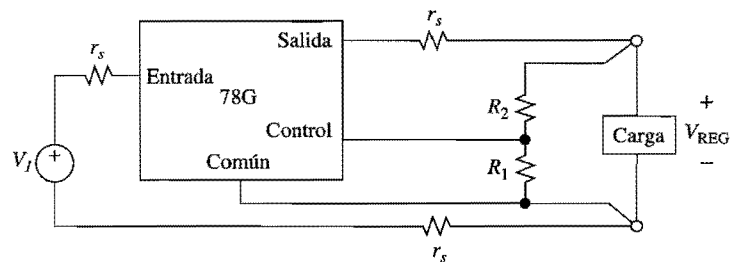 Salida
r_s
r_s
Entrada
78G
R_2
+
Control
Carga
V_REG
V_I
+
Común
R_1
–
r_s